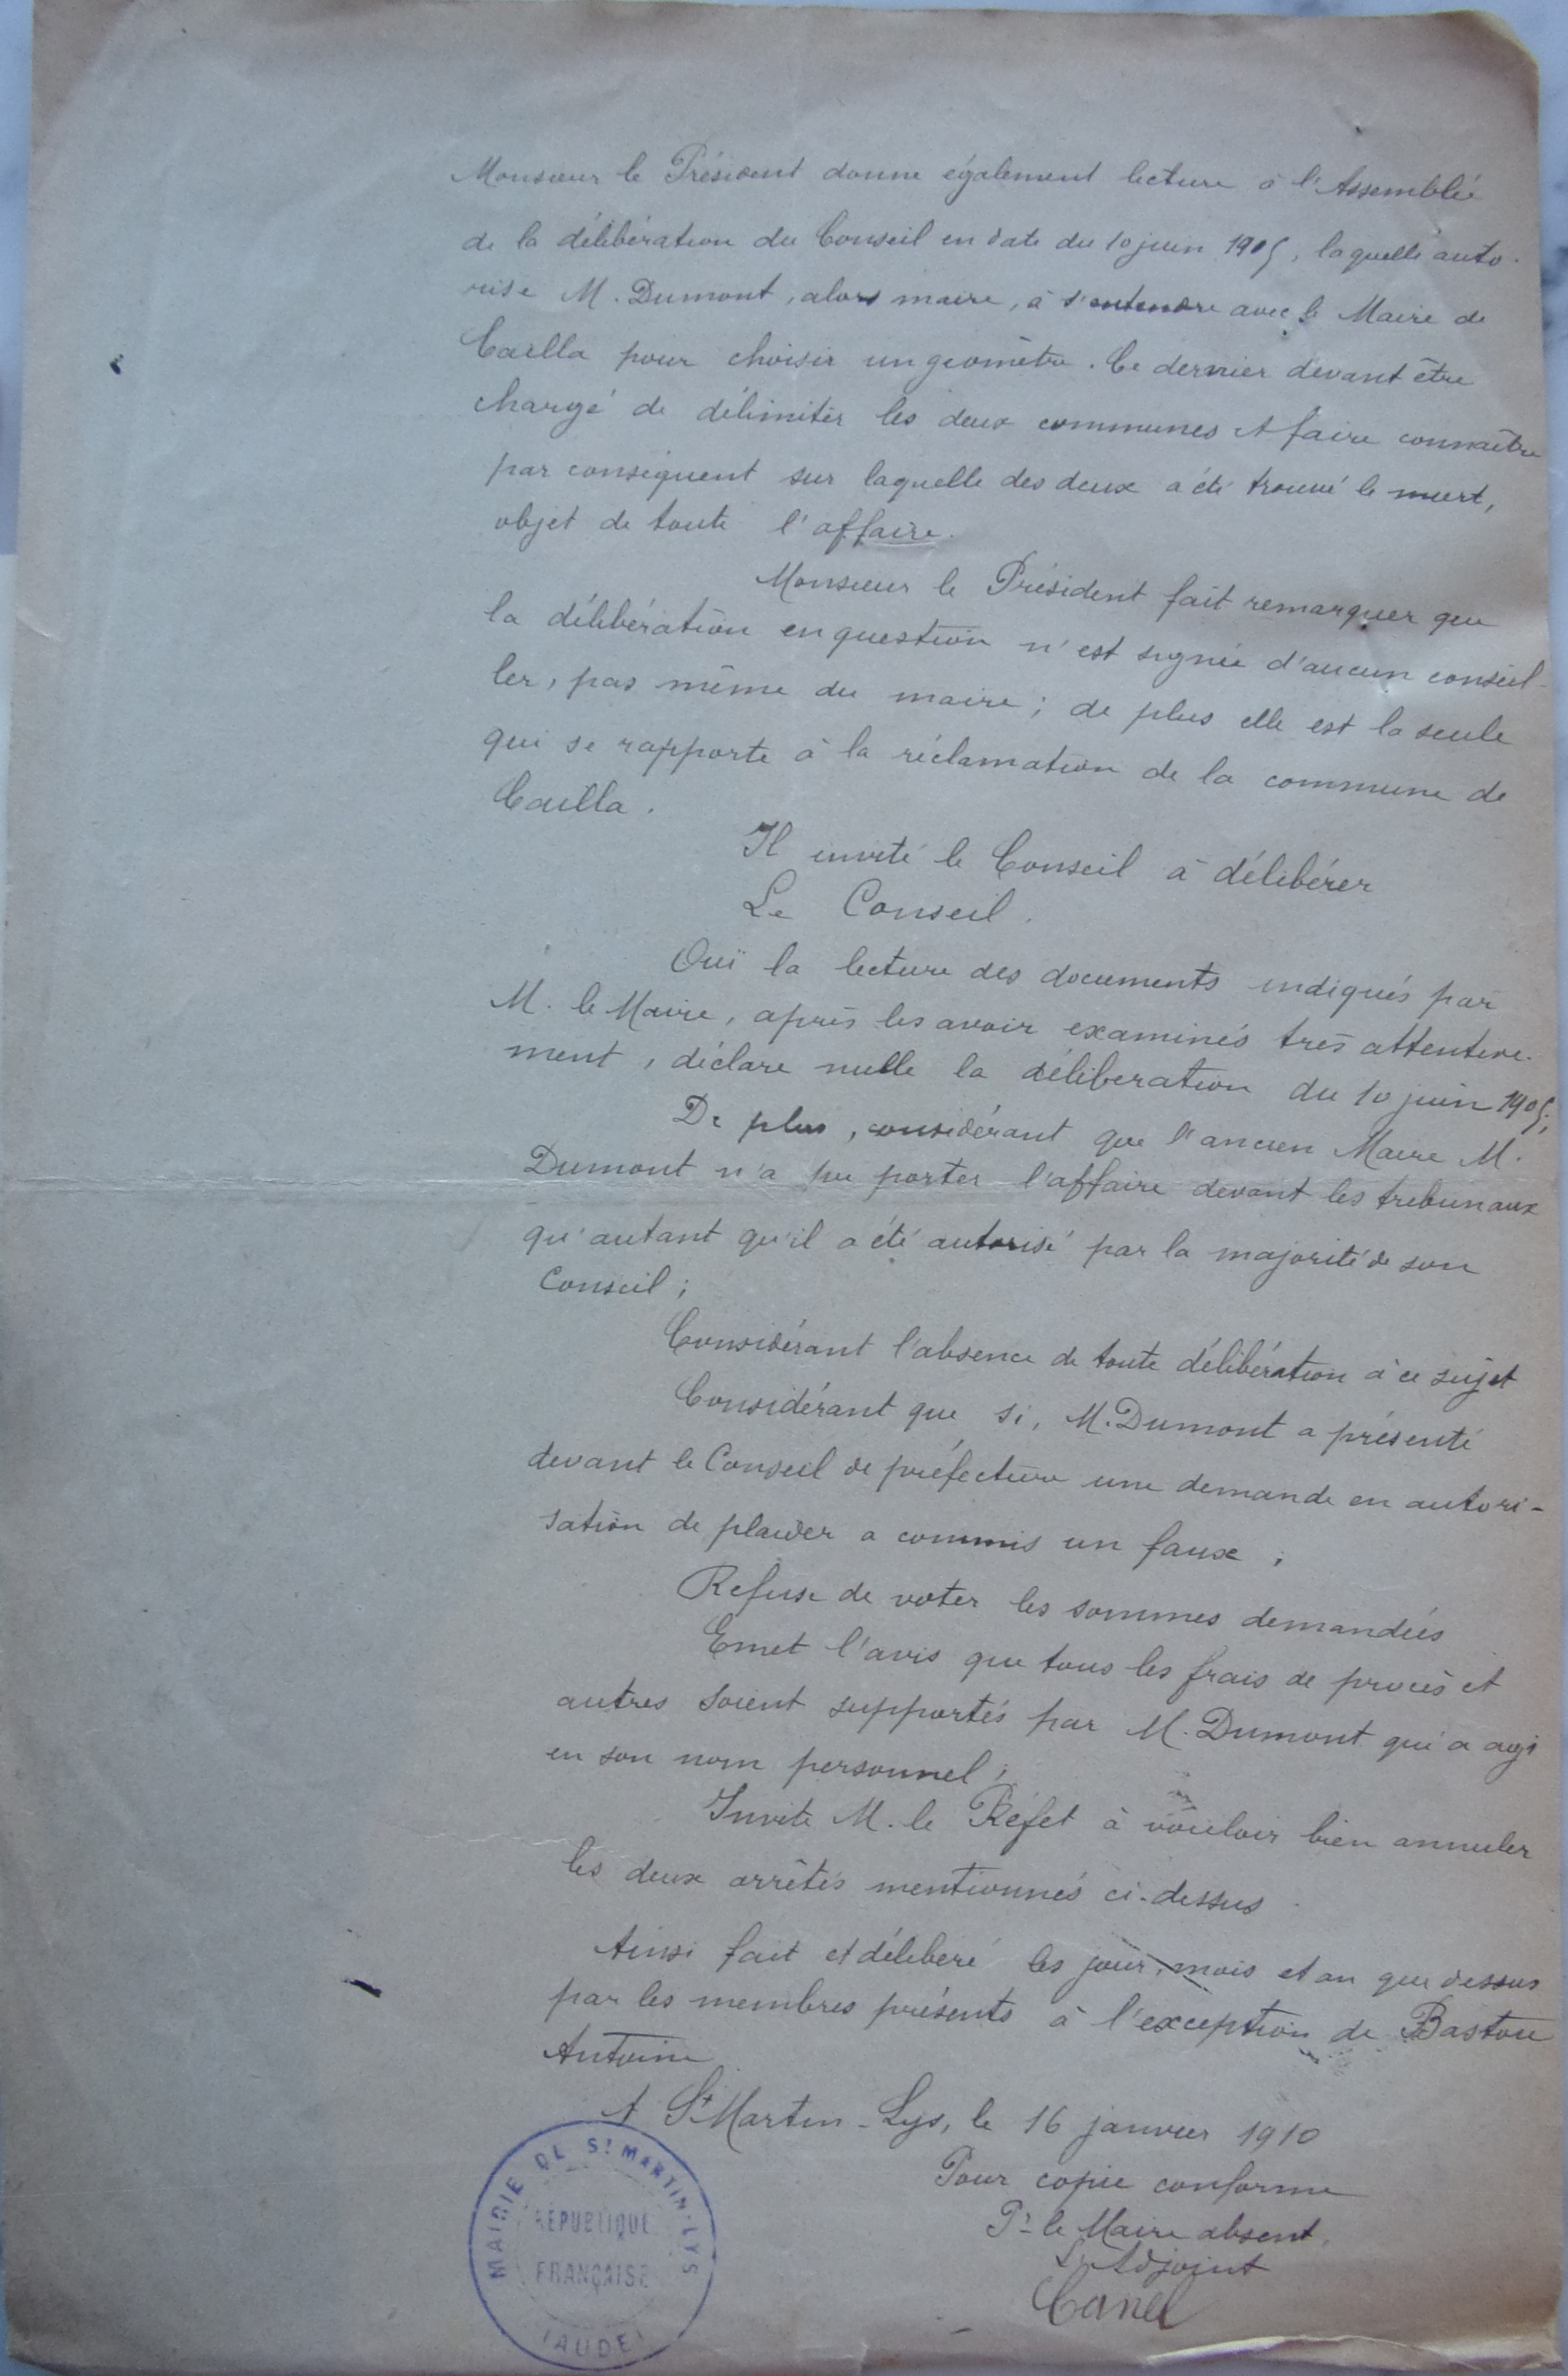 Monsieur le Président donne également lecture à l'Assemblée
de la délibération du Conseil en date du 10 juin 1905, laquelle auto-
rise M. Dumont, alors maire, à s'entendre avec le Maire de
Cailla pour choisir un géomètre. Ce dernier devant être
chargé de délimiter les deux communes et faire connaître
par conséquent sur laquelle des deux a été trouvé le mort,
objet de toute l'affaire.
Monsieur le Président fait remarquer que
la délibération en question n'est signée d'aucun conseil-
ler, pas même du maire ; de plus elle est la seule
qui se rapporte à la réclamation de la commune de
Cailla.
Il invite le Conseil à délibérer
Le Conseil.
Ouï la lecture des documents indiqués par
M. le Maire, après les avoir examinés très attentive-
ment, déclare nulle la déliberation du 10 juin 1905;
De plus, considérant que l'ancien Maire M.
Dumont n'a pu porter l'affaire devant les tribunaux
qu'autant qu'il a été autorisé par la majorité de son
Conseil ;
Considérant l'absence de toute délibération à ce sujet
Considérant que si, M. Dumont a présenté
devant le Conseil de préfecture une demande en autori-
sation de plaider a commis un faux ;
Refuse de voter les sommes demandées
Emet l'avis que tous les frais de procès et
autres soient supportés par M. Dumont qui a agi
en son nom personnel ;
Invite M. le Préfet à vouloir bien annuler
les deux arrêtés mentionnés ci-dessus.
Ainsi fait et déliberé les jour, mois et an que dessus
par les membres présents à l'exception de Bastou
Antoine
A St Martin-Lys, le 16 janvier 1910
Pour copie conforme
Pr le Maire absent,
L'Adjoint
Canel
MAIRIE DE St MARTIN-LYS
RÉPUBLIQUE
FRANÇAISE
(AUDE)